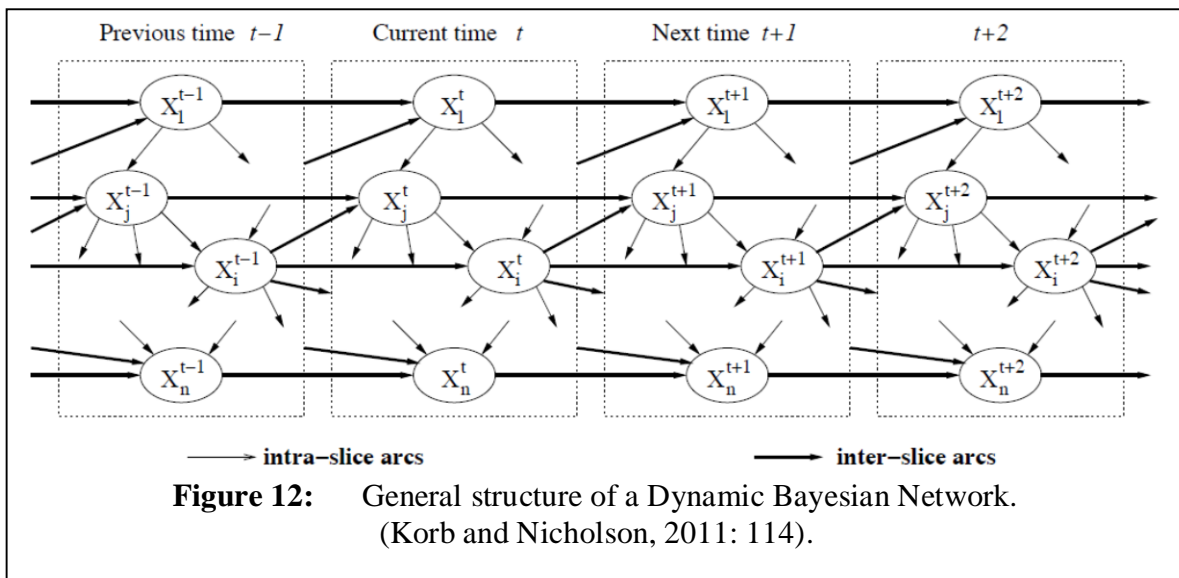 Previous time t−1 Current time t Next time t+1 t+2
X₁ᵗ⁻¹ X₁ᵗ X₁ᵗ⁺¹ X₁ᵗ⁺²
Xⱼᵗ⁻¹ Xⱼᵗ Xⱼᵗ⁺¹ Xⱼᵗ⁺²
Xᵢᵗ⁻¹ Xᵢᵗ Xᵢᵗ⁺¹ Xᵢᵗ⁺²
Xₙᵗ⁻¹ Xₙᵗ Xₙᵗ⁺¹ Xₙᵗ⁺²
intra−slice arcs inter−slice arcs
Figure 12: General structure of a Dynamic Bayesian Network.
(Korb and Nicholson, 2011: 114).